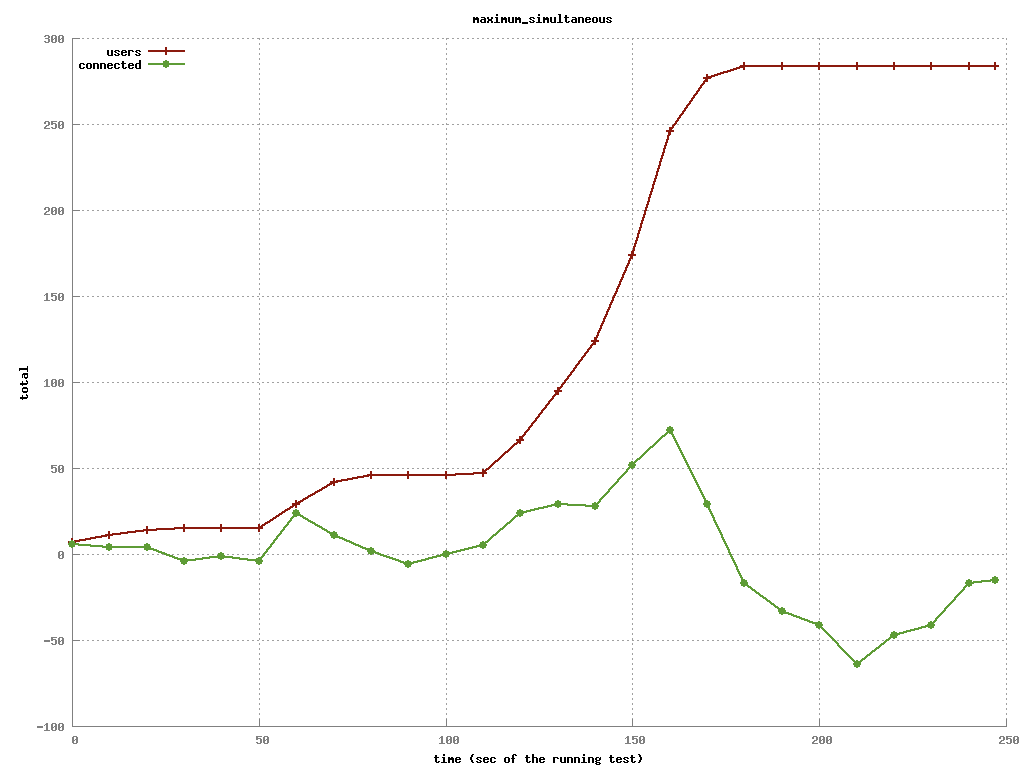 maximum_simultaneous
300
users
connected
250
200
150
100
50
0
-50
-100
total
0 50 100 150 200 250
time (sec of the running test)